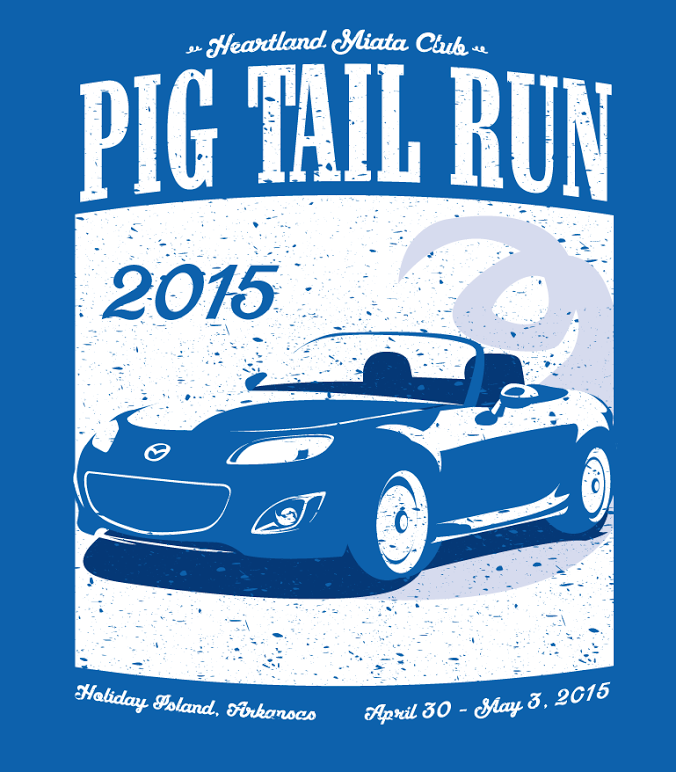 Heartland Miata Club
PIG TAIL RUN
2015
Holiday Island, Arkansas
April 30 - May 3, 2015